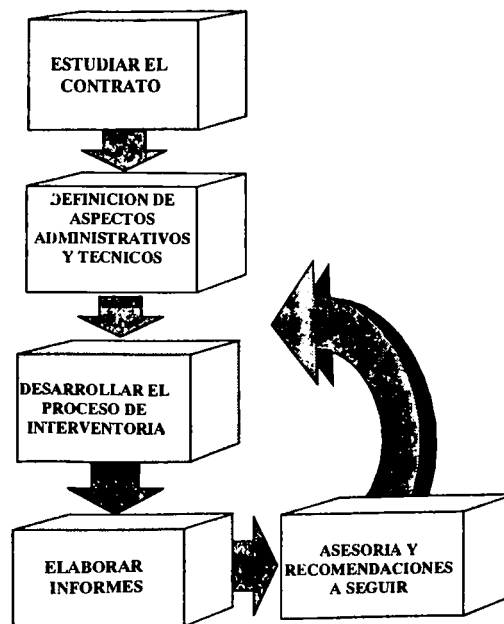 ESTUDIAR EL
CONTRATO
DEFINICION DE
ASPECTOS
ADMINISTRATIVOS
Y TECNICOS
DESARROLLAR EL
PROCESO DE
INTERVENTORIA
ELABORAR
INFORMES
ASESORIA Y
RECOMENDACIONES
A SEGUIR